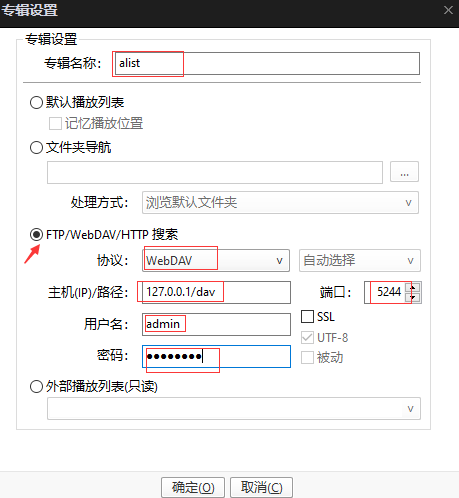 专辑设置
专辑设置
专辑名称： alist
默认播放列表
记忆播放位置
文件夹导航
...
处理方式： 浏览默认文件夹
FTP/WebDAV/HTTP 搜索
协议： WebDAV 自动选择
主机(IP)/路径： 127.0.0.1/dav 端口： 5244
用户名： admin SSL
UTF-8
密码： ●●●●●●●● 被动
外部播放列表(只读)
确定(O) 取消(C)